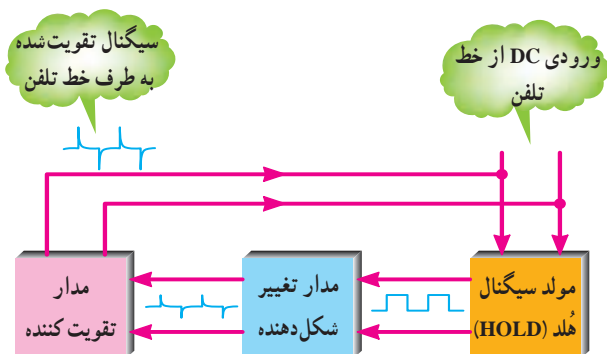 ورودی DC از خط
تلفن
سیگنال تقویت‌شده
به طرف خط تلفن
مولد سیگنال
هُلد (HOLD)
مدار تغییر
شکل‌دهنده
مدار
تقویت کننده